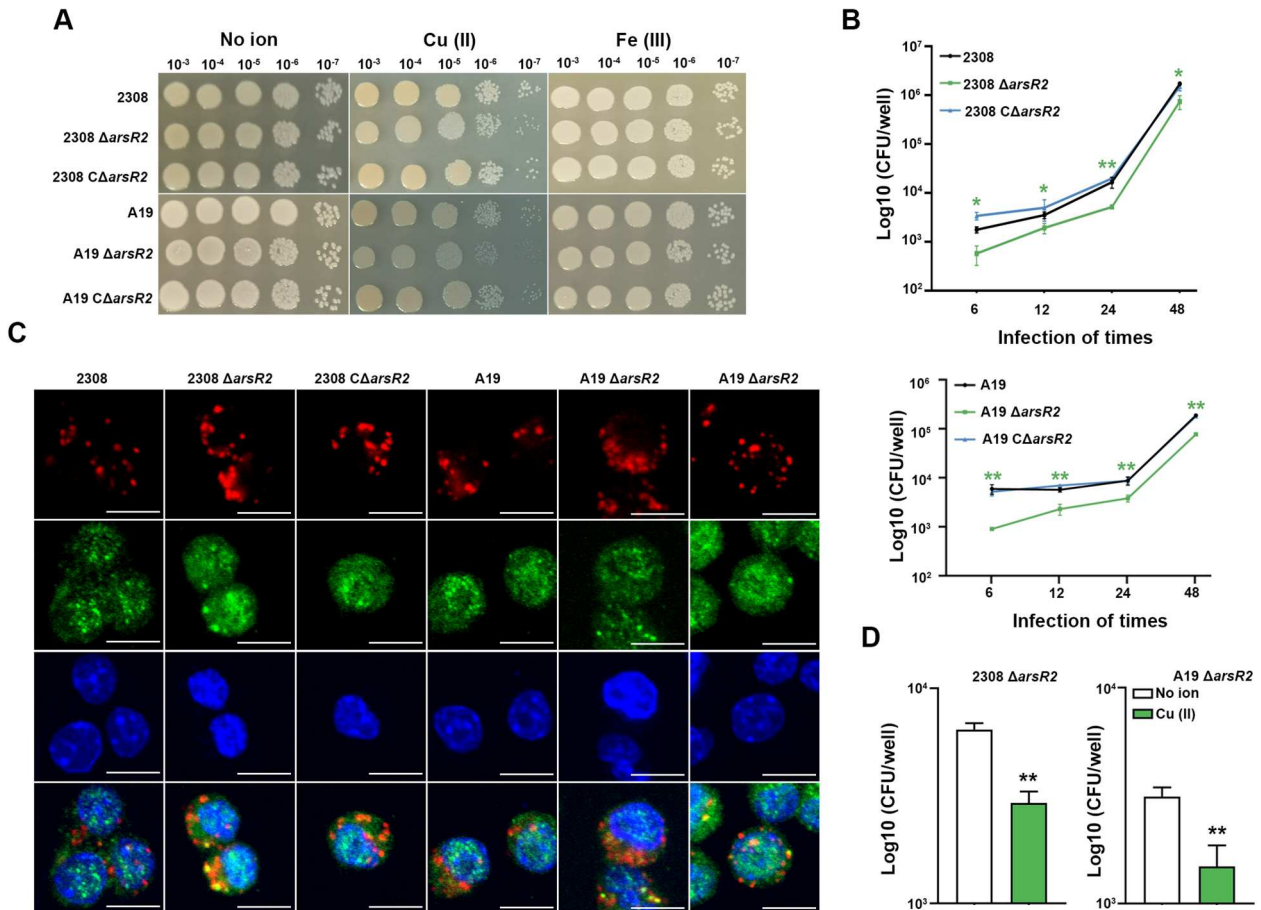 A
No ion Cu (II) Fe (III)
10-3 10-4 10-5 10-6 10-7 10-3 10-4 10-5 10-6 10-7 10-3 10-4 10-5 10-6 10-7
2308
2308 ΔarsR2
2308 CΔarsR2
A19
A19 ΔarsR2
A19 CΔarsR2
B
Log10 (CFU/well)
10⁷
10⁶
10⁵
10⁴
10³
10²
2308
2308 ΔarsR2
2308 CΔarsR2
*
*
**
*
6 12 24 48
Infection of times
Log10 (CFU/well)
10⁶
10⁵
10⁴
10³
10²
A19
A19 ΔarsR2
A19 CΔarsR2
**
**
**
**
6 12 24 48
Infection of times
C
2308 2308 ΔarsR2 2308 CΔarsR2 A19 A19 ΔarsR2 A19 ΔarsR2
D
2308 ΔarsR2
Log10 (CFU/well)
10⁴
10³
**
A19 ΔarsR2
Log10 (CFU/well)
10⁴
10³
No ion
Cu (II)
**